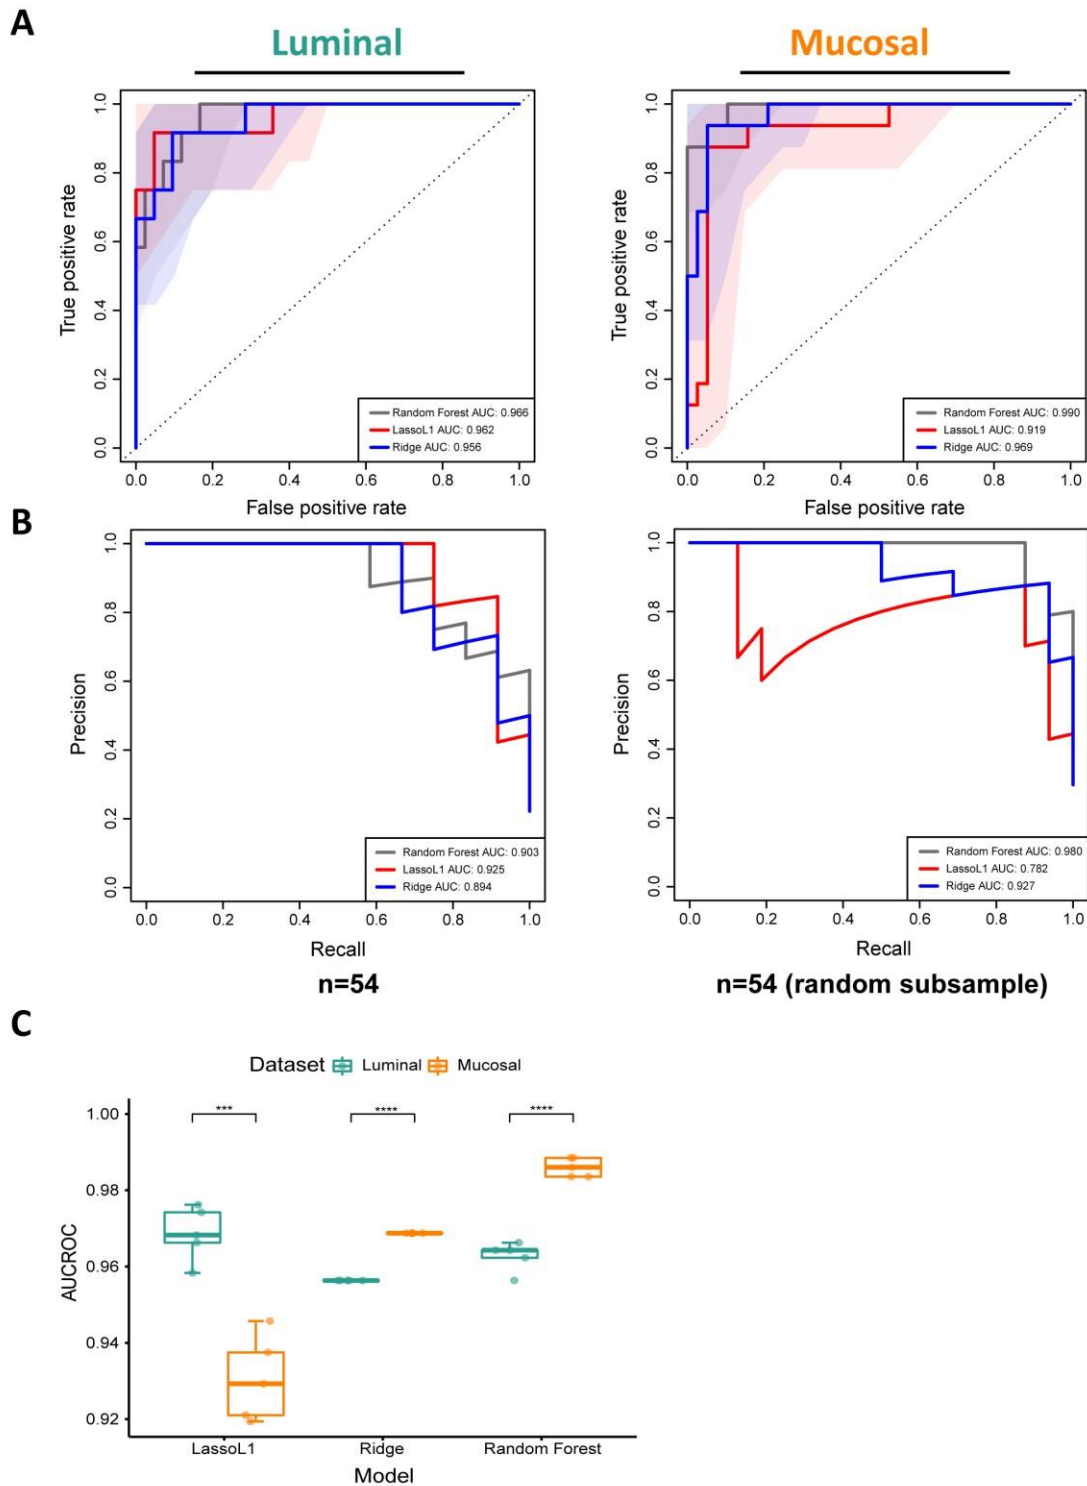 A
Luminal
Mucosal
True positive rate
1.0
0.8
0.6
0.4
0.2
0.0
Random Forest AUC: 0.966
LassoL1 AUC: 0.962
Ridge AUC: 0.956
0.0 0.2 0.4 0.6 0.8 1.0
False positive rate
True positive rate
1.0
0.8
0.6
0.4
0.2
0.0
Random Forest AUC: 0.990
LassoL1 AUC: 0.919
Ridge AUC: 0.969
0.0 0.2 0.4 0.6 0.8 1.0
False positive rate
B
Precision
1.0
0.8
0.6
0.4
0.2
0.0
Random Forest AUC: 0.903
LassoL1 AUC: 0.925
Ridge AUC: 0.894
0.0 0.2 0.4 0.6 0.8 1.0
Recall
n=54
Precision
1.0
0.8
0.6
0.4
0.2
0.0
Random Forest AUC: 0.980
LassoL1 AUC: 0.782
Ridge AUC: 0.927
0.0 0.2 0.4 0.6 0.8 1.0
Recall
n=54 (random subsample)
C
Dataset Luminal Mucosal
AUCROC
1.00
0.98
0.96
0.94
0.92
*** **** ****
LassoL1 Ridge Random Forest
Model